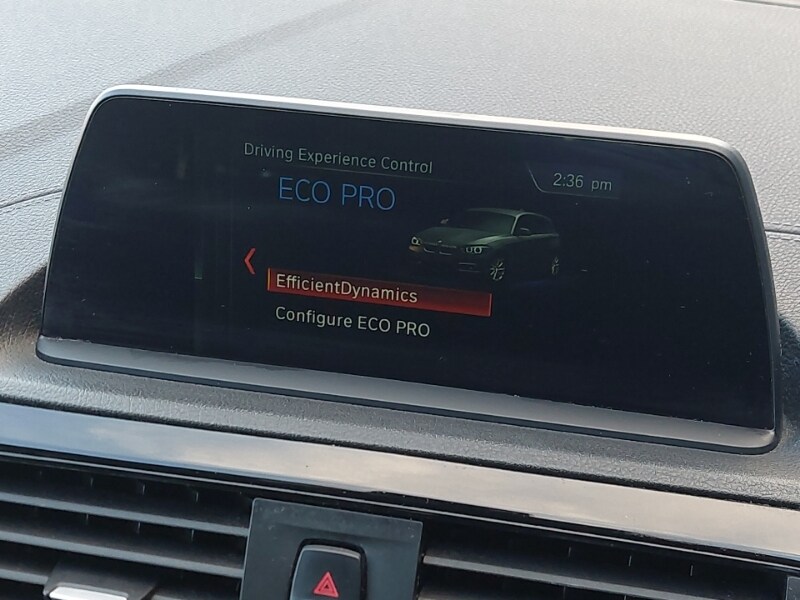 Driving Experience Control
2:36 pm
ECO PRO
EfficientDynamics
Configure ECO PRO